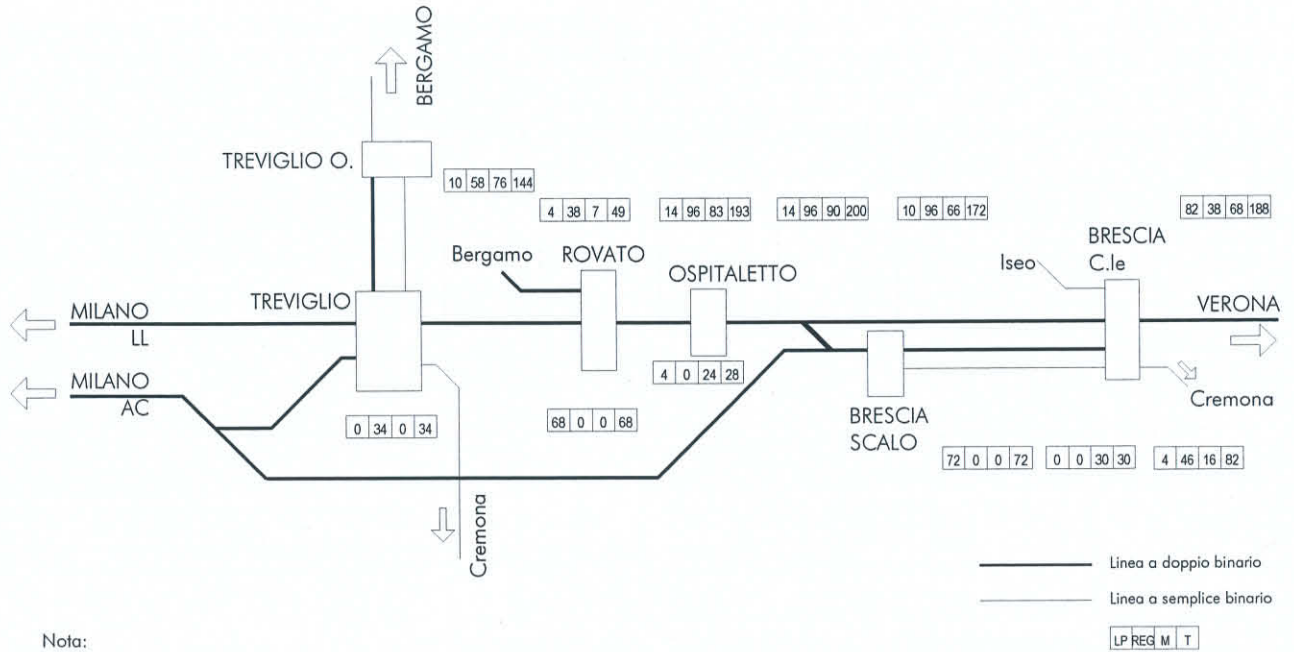 BERGAMO
TREVIGLIO O.
10 58 76 144
4 38 7 49
14 96 83 193
14 96 90 200
10 96 66 172
82 38 68 188
Bergamo
ROVATO
OSPITALETTO
Iseo
BRESCIA
C.le
MILANO
LL
TREVIGLIO
VERONA
MILANO
AC
4 0 24 28
Cremona
0 34 0 34
68 0 0 68
BRESCIA
SCALO
72 0 0 72
0 0 30 30
4 46 16 82
Cremona
Linea a doppio binario
Linea a semplice binario
Nota:
LP REG M T